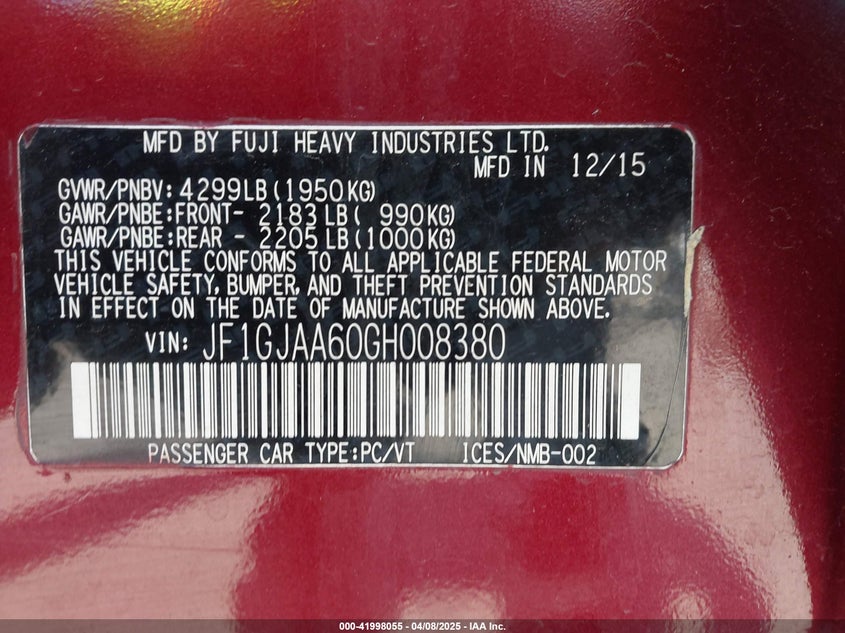 MFD BY FUJI HEAVY INDUSTRIES LTD.
MFD IN 12/15
GVWR/PNBV: 4299LB(1950KG)
GAWR/PNBE:FRONT- 2183LB( 990KG)
GAWR/PNBE:REAR - 2205LB(1000KG)
THIS VEHICLE CONFORMS TO ALL APPLICABLE FEDERAL MOTOR
VEHICLE SAFETY, BUMPER, AND THEFT PREVENTION STANDARDS
IN EFFECT ON THE DATE OF MANUFACTURE SHOWN ABOVE.
VIN: JF1GJAA60GH008380
PASSENGER CAR TYPE:PC/VT ICES/NMB-002
000-41998055 - 04/08/2025 - IAA Inc.